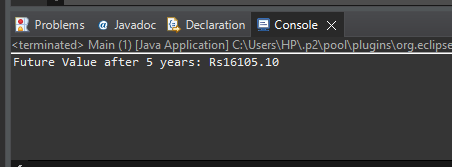 Problems @ Javadoc Declaration Console
<terminated> Main (1) [Java Application] C:\Users\HP\.p2\pool\plugins\org.eclipse
Future Value after 5 years: Rs16105.10